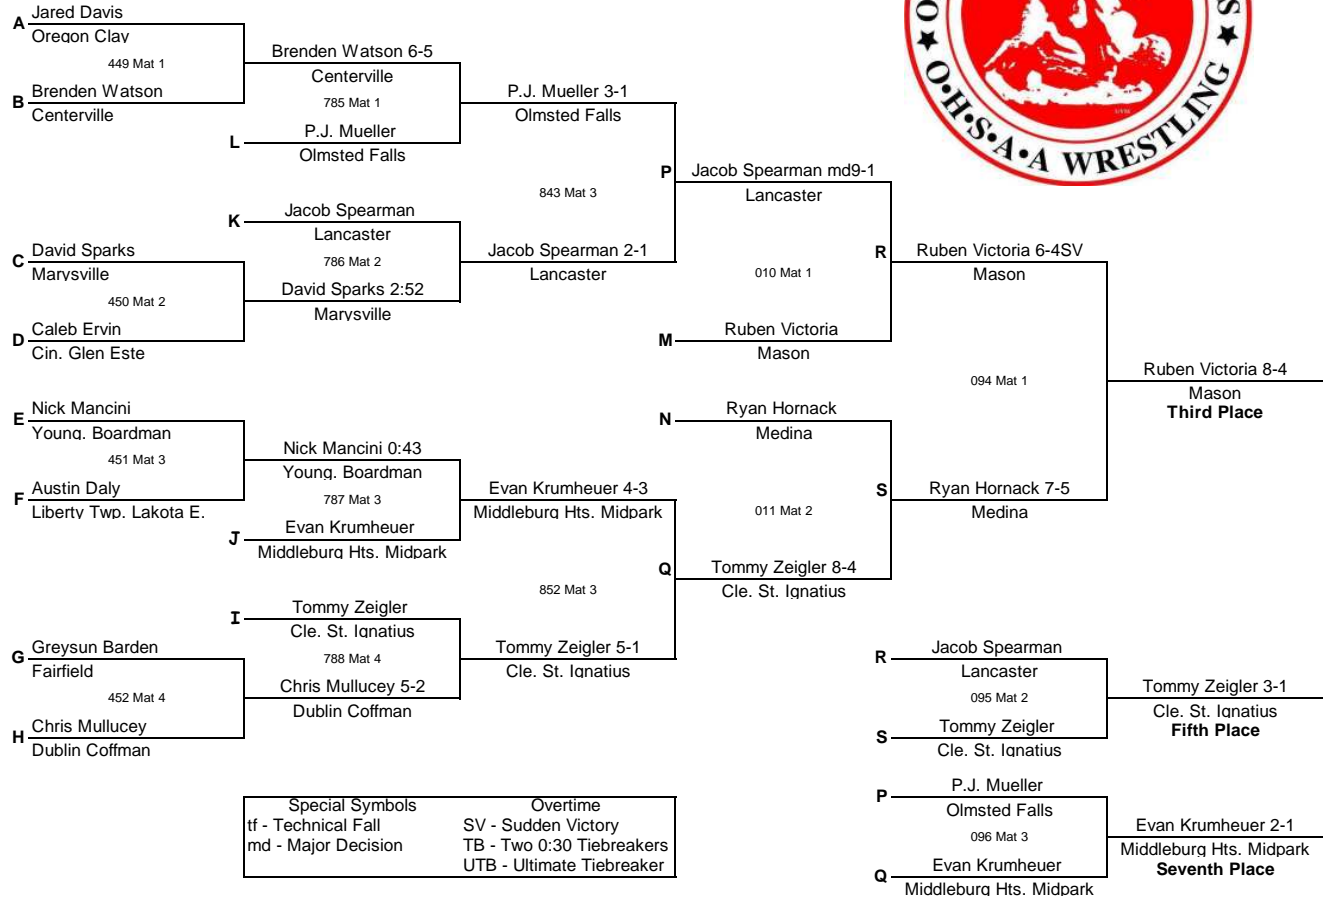 A Jared Davis
Oregon Clay
449 Mat 1
B Brenden Watson
Centerville
Brenden Watson 6-5
Centerville
785 Mat 1
L P.J. Mueller
Olmsted Falls
P.J. Mueller 3-1
Olmsted Falls
843 Mat 3
K Jacob Spearman
Lancaster
786 Mat 2
C David Sparks
Marysville
450 Mat 2
D Caleb Ervin
Cin. Glen Este
David Sparks 2:52
Marysville
Jacob Spearman 2-1
Lancaster
P Jacob Spearman md9-1
Lancaster
010 Mat 1
M Ruben Victoria
Mason
R Ruben Victoria 6-4SV
Mason
094 Mat 1
E Nick Mancini
Young. Boardman
451 Mat 3
F Austin Daly
Liberty Twp. Lakota E.
Nick Mancini 0:43
Young. Boardman
787 Mat 3
J Evan Krumheuer
Middleburg Hts. Midpark
Evan Krumheuer 4-3
Middleburg Hts. Midpark
852 Mat 3
I Tommy Zeigler
Cle. St. Ignatius
788 Mat 4
G Greysun Barden
Fairfield
452 Mat 4
H Chris Mullucey
Dublin Coffman
Chris Mullucey 5-2
Dublin Coffman
Tommy Zeigler 5-1
Cle. St. Ignatius
N Ryan Hornack
Medina
011 Mat 2
Q Tommy Zeigler 8-4
Cle. St. Ignatius
S Ryan Hornack 7-5
Medina
Ruben Victoria 8-4
Mason
Third Place
R Jacob Spearman
Lancaster
095 Mat 2
S Tommy Zeigler
Cle. St. Ignatius
Tommy Zeigler 3-1
Cle. St. Ignatius
Fifth Place
P P.J. Mueller
Olmsted Falls
096 Mat 3
Q Evan Krumheuer
Middleburg Hts. Midpark
Evan Krumheuer 2-1
Middleburg Hts. Midpark
Seventh Place
Special Symbols
tf - Technical Fall
md - Major Decision
Overtime
SV - Sudden Victory
TB - Two 0:30 Tiebreakers
UTB - Ultimate Tiebreaker
O ★ O•H•S•A•A WRESTLING ★ S